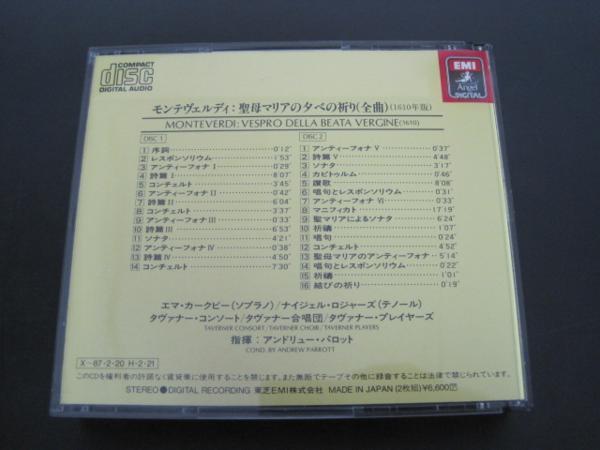 COMPACT
disc
DIGITAL AUDIO
EMI
Angel
DIGITAL
モンテヴェルディ：聖母マリアの夕べの祈り(全曲)(1610年版)
MONTEVERDI: VESPRO DELLA BEATA VERGINE(1610)
DISC 1
1 序詞 0'12"
2 レスポンソリウム 1'53"
3 アンティーフォナ I 0'29"
4 詩篇 I 8'07"
5 コンチェルト 3'45"
6 アンティーフォナ II 0'42"
7 詩篇 II 6'04"
8 コンチェルト 3'37"
9 アンティーフォナ III 0'33"
10 詩篇 III 6'53"
11 ソナタ 4'21"
12 アンティーフォナ IV 0'38"
13 詩篇 IV 4'50"
14 コンチェルト 7'30"
DISC 2
1 アンティーフォナ V 0'37"
2 詩篇 V 4'48"
3 ソナタ 3'17"
4 カピトゥルム 0'46"
5 讃歌 8'08"
6 唱句とレスポンソリウム 0'31"
7 アンティーフォナ VI 0'33"
8 マニフィカト 17'19"
9 聖マリアによるソナタ 6'24"
10 祈禱 1'07"
11 唱句 0'24"
12 コンチェルト 4'52"
13 聖母マリアのアンティーフォナ 5'14"
14 唱句とレスポンソリウム 0'22"
15 祈禱 1'01"
16 結びの祈り 0'19"
エマ・カークビー(ソプラノ)／ナイジェル・ロジャーズ(テノール)
タヴァナー・コンソート／タヴァナー合唱団／タヴァナー・プレイヤーズ
TAVERNER CONSORT／TAVERNER CHOIR／TAVERNER PLAYERS
指揮：アンドリュー・パロット
COND. BY ANDREW PARROTT
X-87・2・20 H-2・21
このCDを権利者の許諾なく賃貸業に使用することを禁じます。また無断でテープその他に録音することは法律で禁じられています。
STEREO●DIGITAL RECORDING 東芝EMI株式会社 MADE IN JAPAN (2枚組)¥6,600